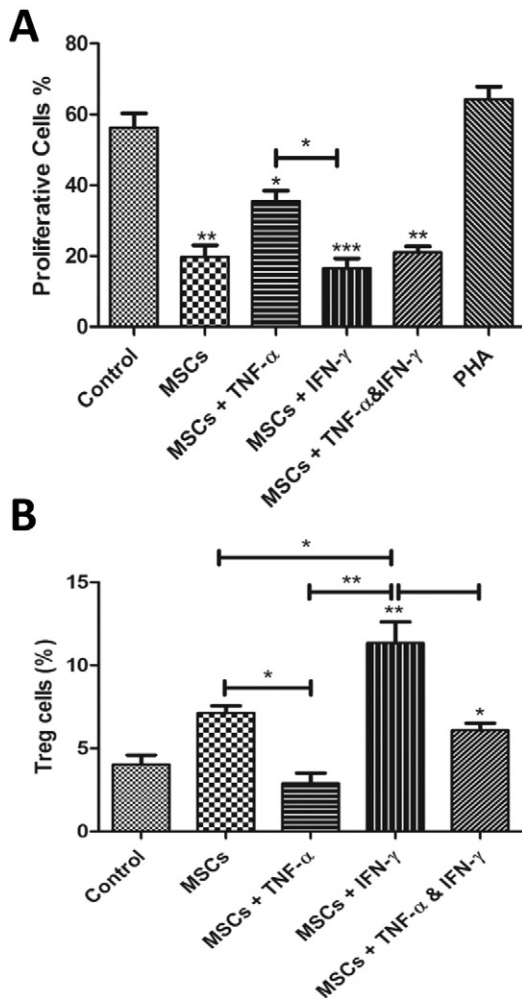 A
Proliferative Cells %
80
60
40
20
0
*
**
*
***
**
Control
MSCs
MSCs + TNF-α
MSCs + IFN-γ
MSCs + TNF-α&IFN-γ
PHA
B
Treg cells (%)
15
10
5
0
*
**
**
*
*
Control
MSCs
MSCs + TNF-α
MSCs + IFN-γ
MSCs + TNF-α & IFN-γ